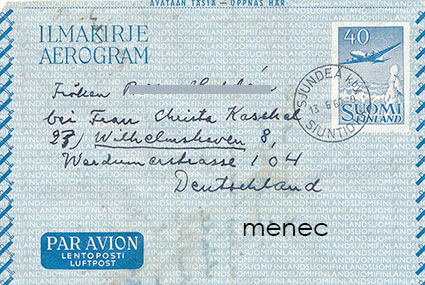 AVATAAN TÄSTÄ - ÖPPNAS HÄR
ILMAKIRJE
AEROGRAM
40
SUOMI
FINLAND
SJUNDEÅ
SIUNTIO
Fröken
bei Frau Christa Kaschel
23) Wilhelmshaven 8,
Werdumerstrasse 104
Deutschland
menec
PAR AVION
LENTOPOSTI
LUFTPOST